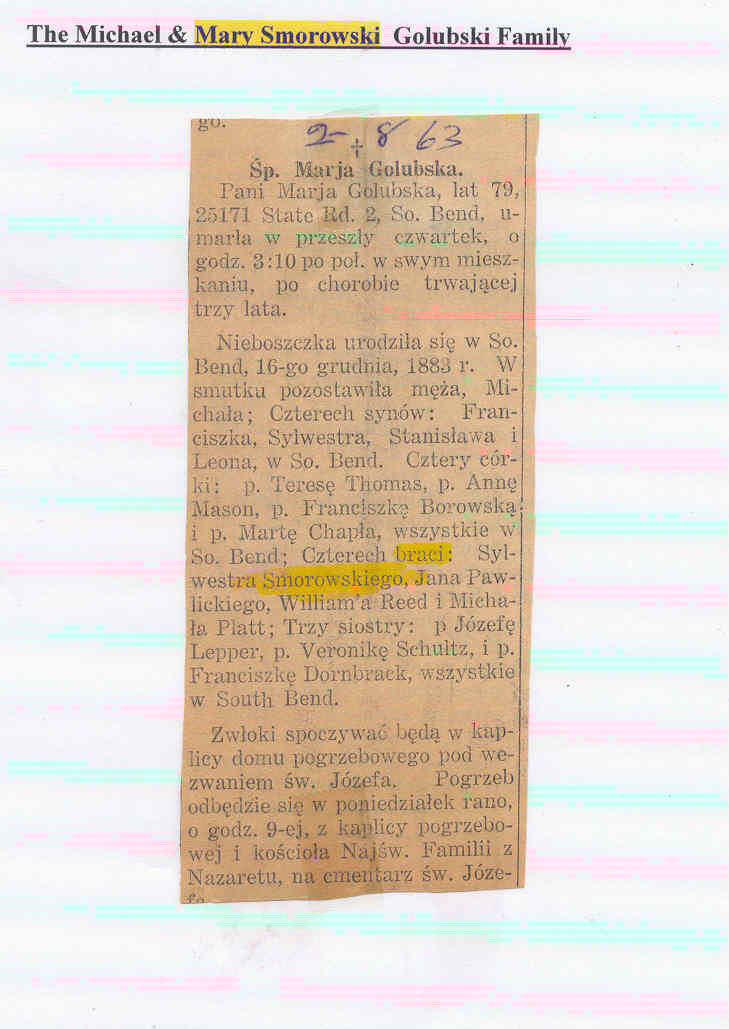 The Michael & Mary Smorowski Golubski Family
go.
2- 8 63
†
Śp. Marja Golubska.
Pani Marja Golubska, lat 79,
25171 State Rd. 2, So. Bend, u-
marła w przeszły czwartek, o
godz. 3:10 po poł. w swym miesz-
kaniu, po chorobie trwającej
trzy lata.
Nieboszczka urodziła się w So.
Bend, 16-go grudnia, 1883 r. W
smutku pozostawiła męża, Mi-
chała; Czterech synów: Fran-
ciszka, Sylwestra, Stanisława i
Leona, w So. Bend. Cztery cór-
ki: p. Teresę Thomas, p. Annę
Mason, p. Franciszkę Borowską
i p. Martę Chapła, wszystkie w
So. Bend; Czterech braci: Syl-
westra Smorowskiego, Jana Paw-
lickiego, William'a Reed i Micha-
ła Platt; Trzy siostry: p Józefę
Lepper, p. Veronikę Schultz, i p.
Franciszkę Dornbrack, wszystkie
w South Bend.
Zwłoki spoczywać będą w kap-
licy domu pogrzebowego pod we-
zwaniem św. Józefa. Pogrzeb
odbędzie się w poniedziałek rano,
o godz. 9-ej, z kaplicy pogrzebo-
wej i kościoła Najśw. Familii z
Nazaretu, na cmentarz św. Józe-
fa